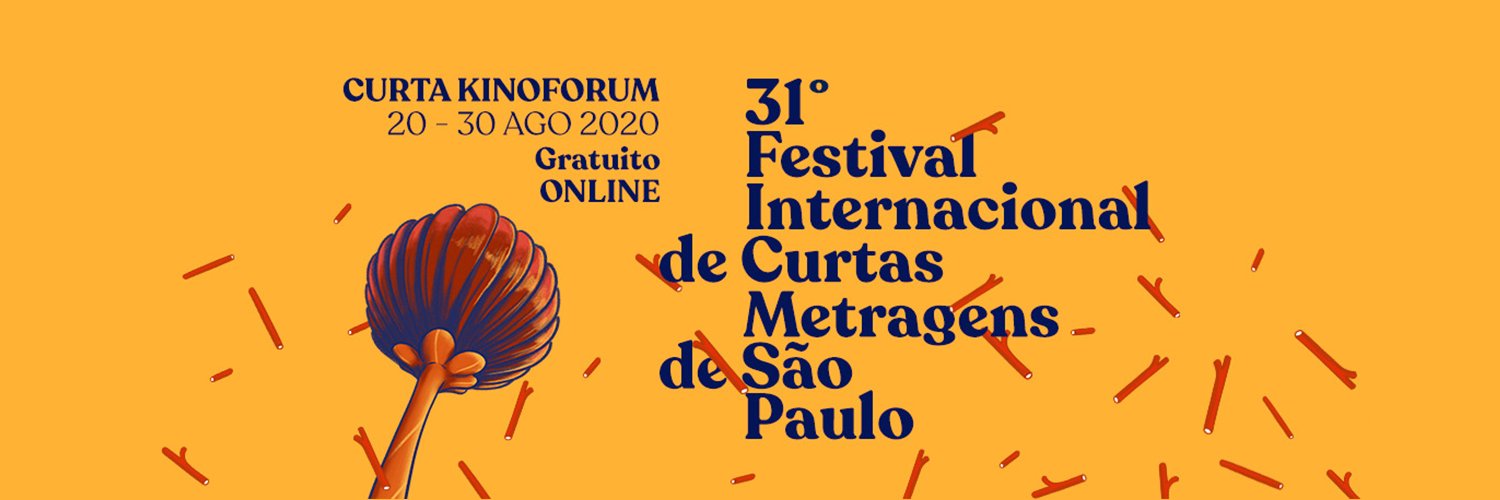 CURTA KINOFORUM
20 - 30 AGO 2020
Gratuito
ONLINE
31º
Festival
Internacional
de Curtas
Metragens
de São
Paulo